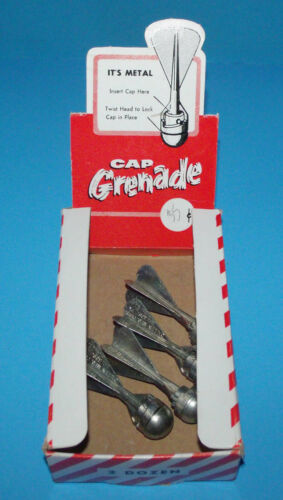 IT'S METAL
Insert Cap Here
Twist Head to Lock
Cap in Place
CAP
Grenade
¢
2 DOZEN